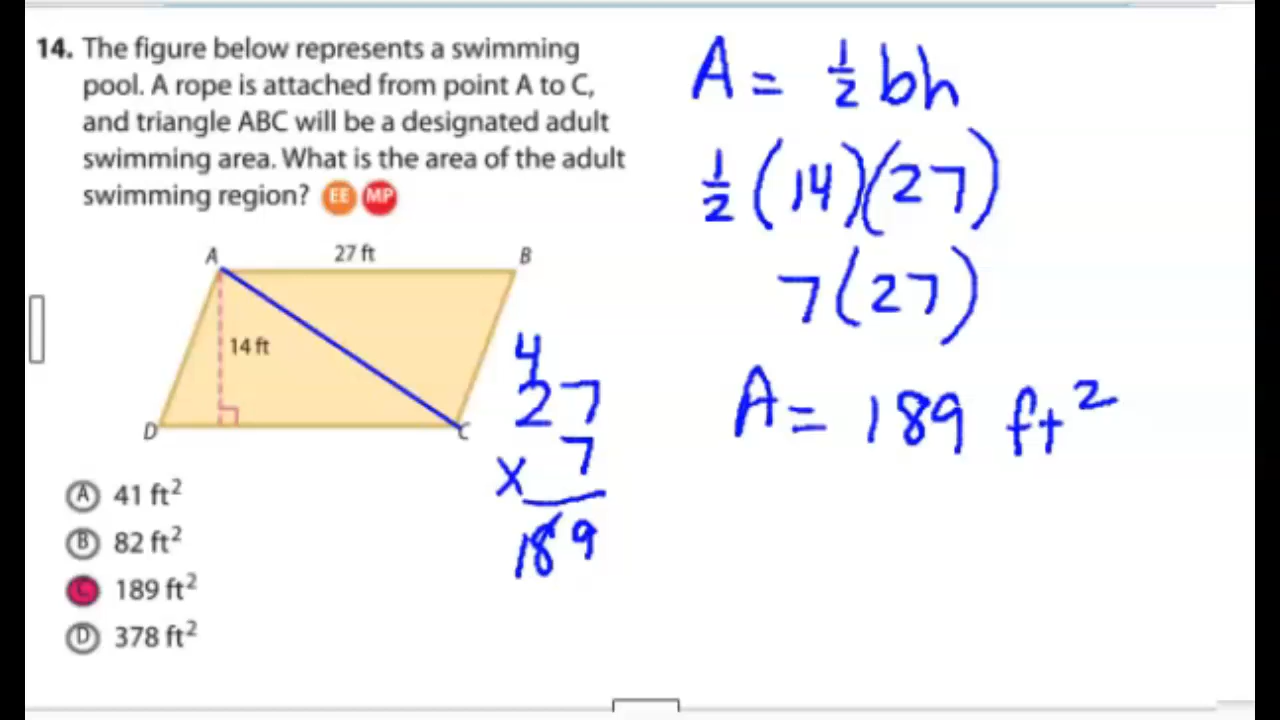 14. The figure below represents a swimming
pool. A rope is attached from point A to C,
and triangle ABC will be a designated adult
swimming area. What is the area of the adult
swimming region? EE MP
A 27 ft B
14 ft
D C
A 41 ft²
B 82 ft²
C 189 ft²
D 378 ft²
4
27
x 7
189
A = ½ bh
½ (14)(27)
7(27)
A = 189 ft²